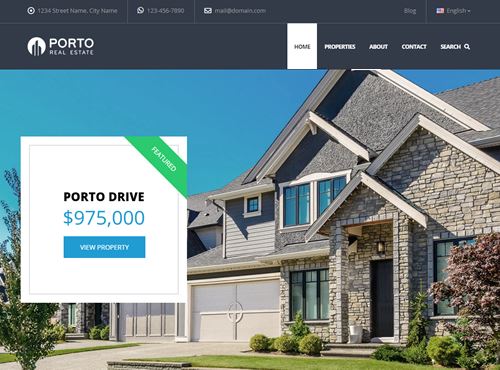 1234 Street Name, City Name
123-456-7890
mail@domain.com
Blog
English
PORTO
REAL ESTATE
HOME
PROPERTIES
ABOUT
CONTACT
SEARCH
FEATURED
PORTO DRIVE
$975,000
VIEW PROPERTY